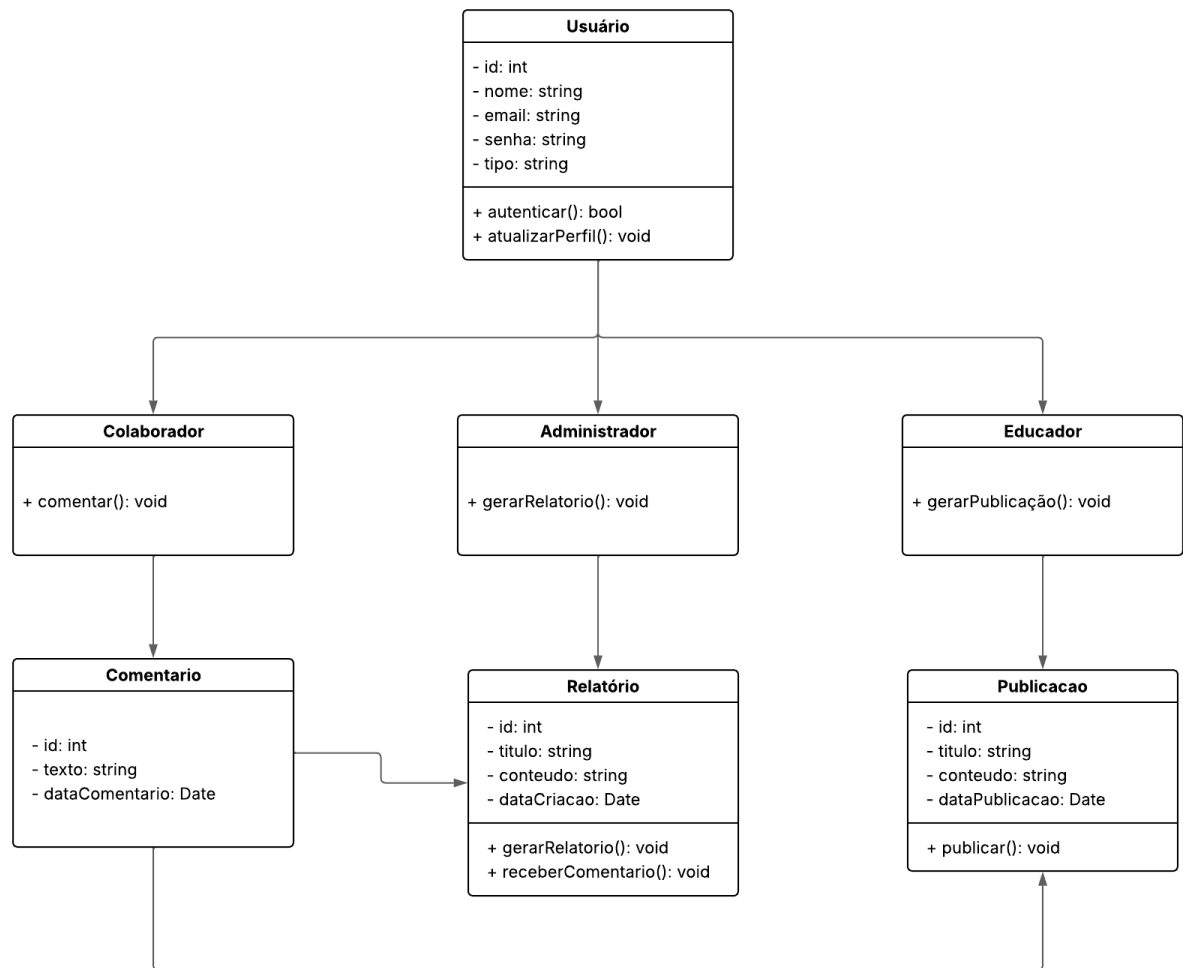 Usuário
- id: int
- nome: string
- email: string
- senha: string
- tipo: string
+ autenticar(): bool
+ atualizarPerfil(): void
Colaborador
+ comentar(): void
Administrador
+ gerarRelatorio(): void
Educador
+ gerarPublicação(): void
Comentario
- id: int
- texto: string
- dataComentario: Date
Relatório
- id: int
- titulo: string
- conteudo: string
- dataCriacao: Date
+ gerarRelatorio(): void
+ receberComentario(): void
Publicacao
- id: int
- titulo: string
- conteudo: string
- dataPublicacao: Date
+ publicar(): void